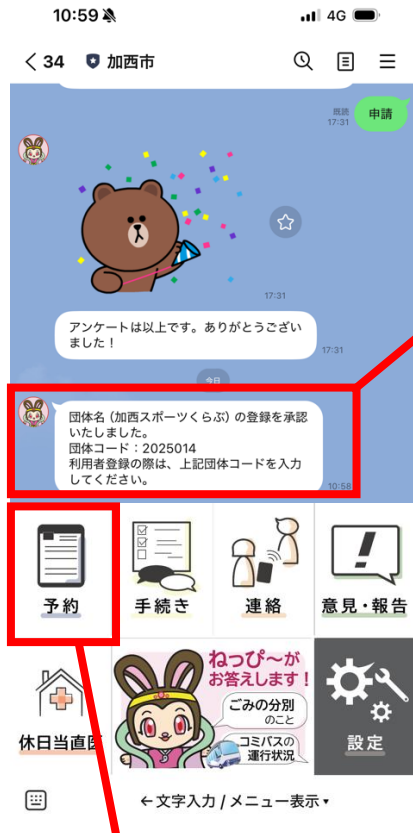 10:59
4G
34 加西市
既読
17:31
申請
17:31
アンケートは以上です。ありがとうござい
ました！
17:31
今日
団体名（加西スポーツくらぶ）の登録を承認
いたしました。
団体コード：2025014
利用者登録の際は、上記団体コードを入力
してください。
10:58
予約
手続き
連絡
意見・報告
休日当直医
ねっぴ～が
お答えします！
ごみの分別
のこと
コミバスの
運行状況
設定
←文字入力 / メニュー表示▼